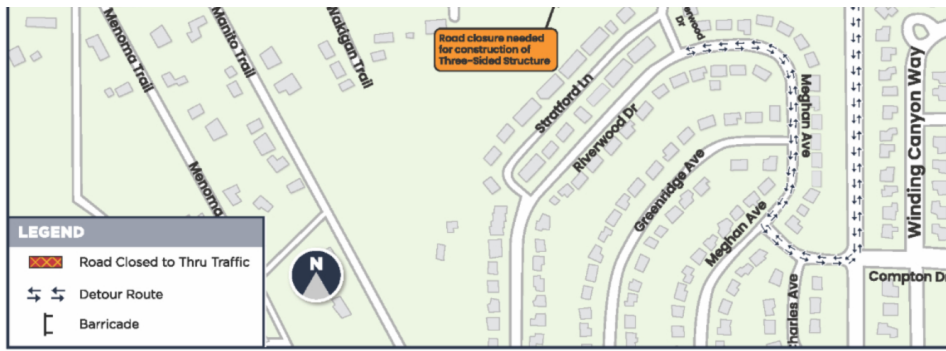 Menoma Trail
Manito Trail
Watigan Trail
Road closure needed
for construction of
Three-Sided Structure
erwood
Dr
Stratford Ln
Riverwood Dr
Meghan Ave
Winding Canyon Way
Greenridge Ave
Menoma
Meghan Ave
Compton Dr
harles Ave
LEGEND
Road Closed to Thru Traffic
Detour Route
Barricade
N